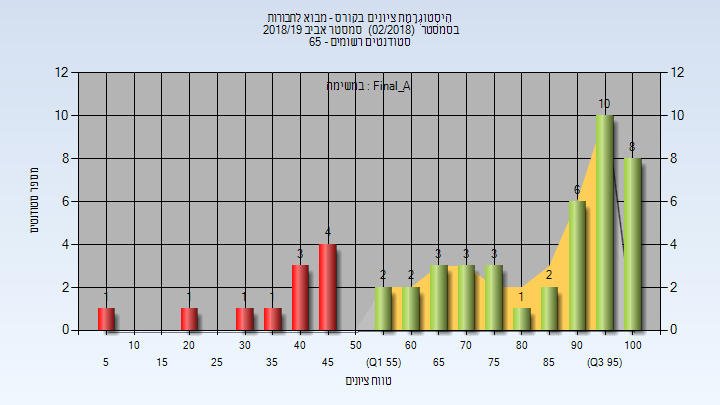 הִיסְטוֹגְרָמַת ציונים בקורס - מבוא לחבורות
בסמסטר (02/2018) סמסטר אביב 2018/19
סטודנטים רשומים - 65
במשימה : Final_A
12 12
10 10
8 8
6 6
4 4
2 2
0 0
מספר סטודנטים
1 1 1 1 3 4 2 2 3 3 3 1 2 6 10 8
10 20 30 40 50 60 70 80 90 100
5 15 25 35 45 (Q1 55) 65 75 85 (Q3 95)
טווח ציונים